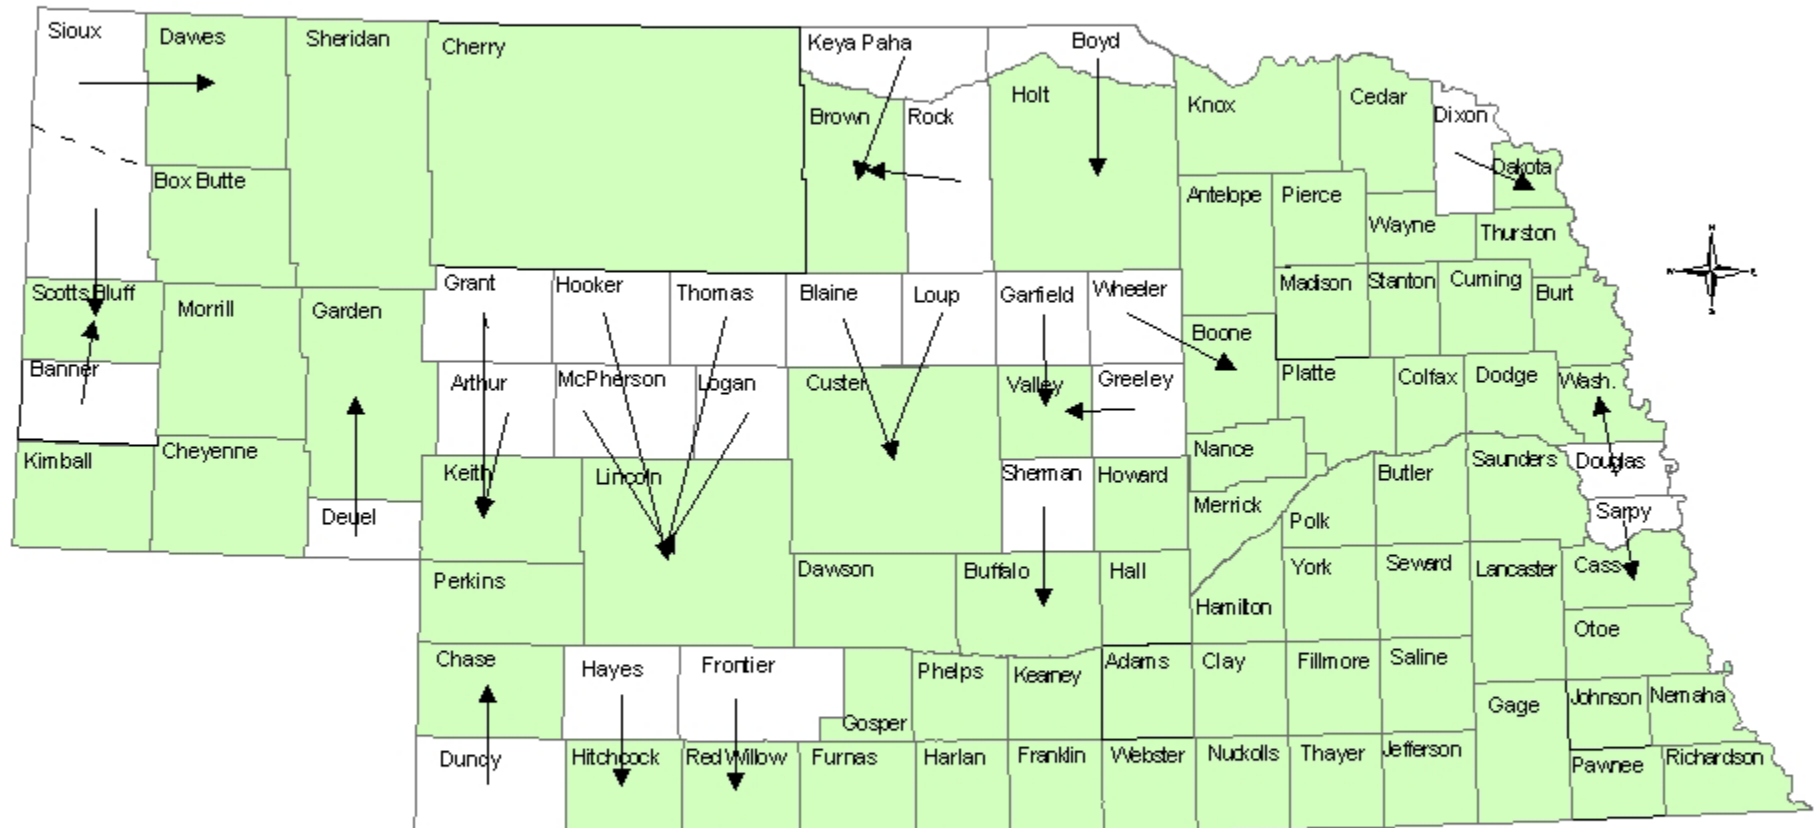 Sioux
Dawes
Sheridan
Cherry
Keya Paha
Boyd
Holt
Knox
Cedar
Dixon
Brown
Rock
Dakota
Box Butte
Antelope
Pierce
Wayne
Thurston
N
W
E
S
Scotts Bluff
Morrill
Garden
Grant
Hooker
Thomas
Blaine
Loup
Garfield
Wheeler
Madison
Stanton
Cuming
Burt
Boone
Banner
Arthur
McPherson
Logan
Custer
Valley
Greeley
Platte
Colfax
Dodge
Wash.
Kimball
Cheyenne
Keith
Lincoln
Sherman
Howard
Nance
Butler
Saunders
Douglas
Deuel
Merrick
Polk
Sarpy
Perkins
Dawson
Buffalo
Hall
Hamilton
York
Seward
Lancaster
Cass
Otoe
Chase
Hayes
Frontier
Gosper
Phelps
Kearney
Adams
Clay
Fillmore
Saline
Gage
Johnson
Nemaha
Dundy
Hitchcock
Red Willow
Furnas
Harlan
Franklin
Webster
Nuckolls
Thayer
Jefferson
Pawnee
Richardson